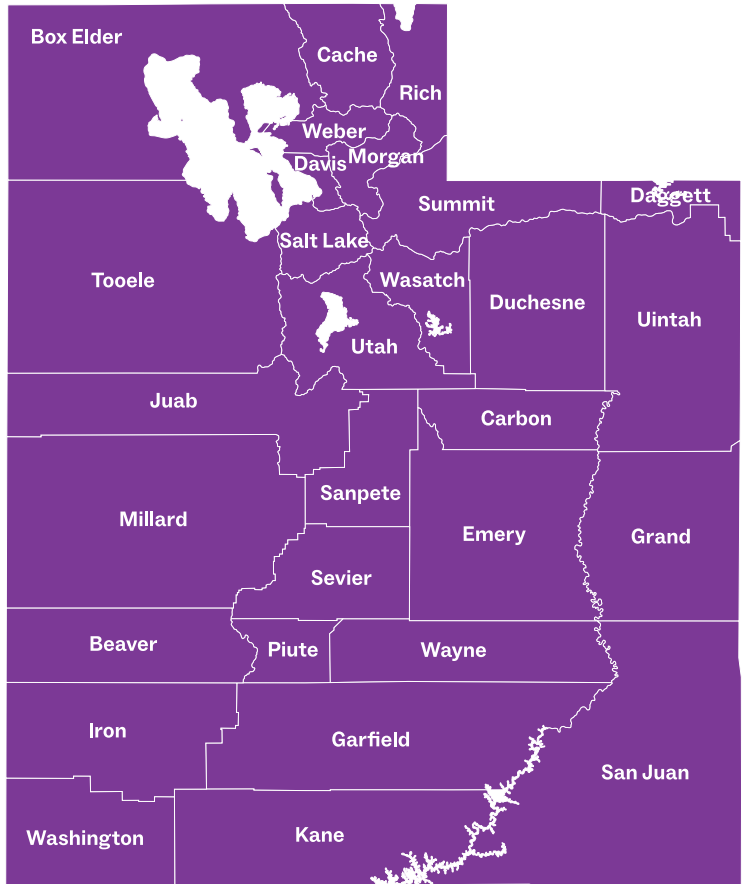 Box Elder
Cache
Rich
Weber
Davis
Morgan
Summit
Daggett
Salt Lake
Tooele
Wasatch
Duchesne
Uintah
Utah
Juab
Carbon
Sanpete
Millard
Emery
Grand
Sevier
Beaver
Piute
Wayne
Iron
Garfield
San Juan
Washington
Kane